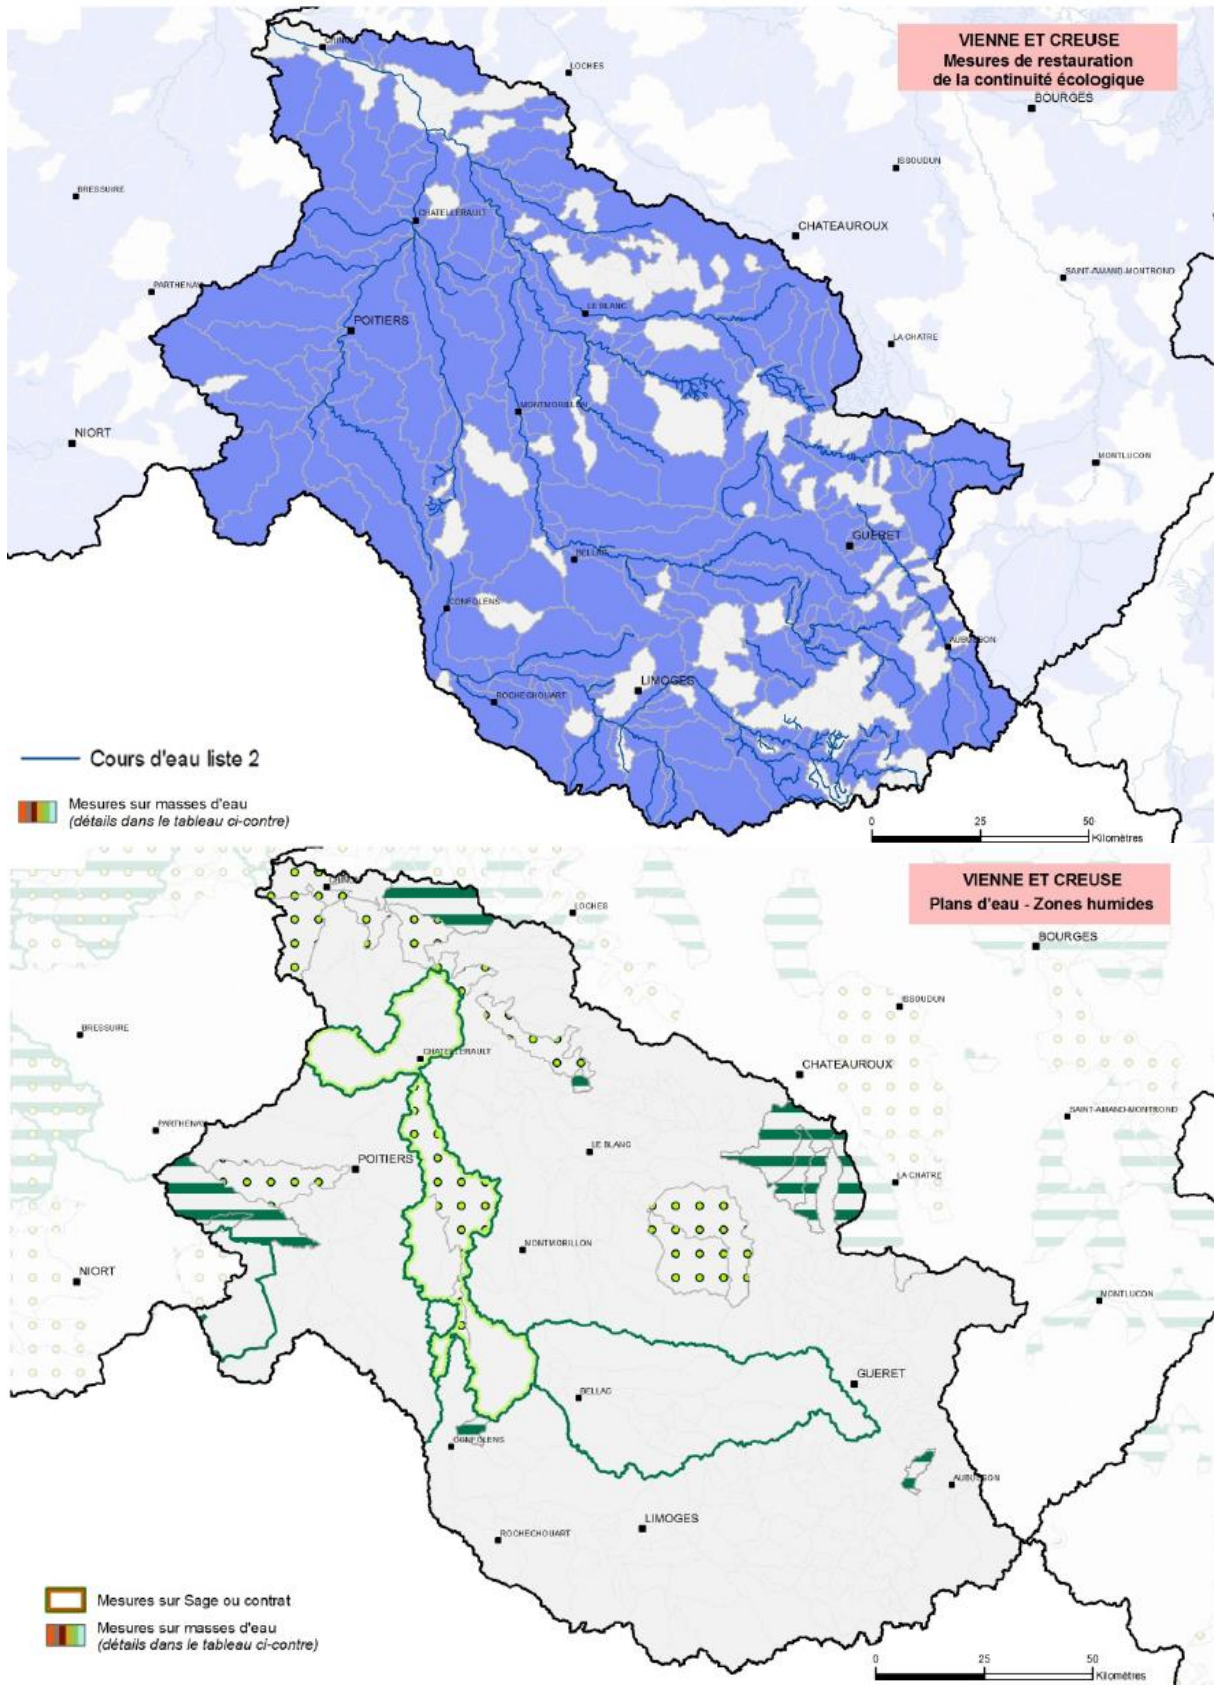 VIENNE ET CREUSE
Mesures de restauration
de la continuité écologique
CHINON
LOCHES
BOURGES
ISSOUDUN
BRESSUIRE
CHATELLERAULT
CHATEAUROUX
SAINT-AMAND-MONTROND
PARTHENAY
LE BLANC
POITIERS
LA CHATRE
MONTMORILLON
NIORT
MONTLUCON
GUERET
BELLAC
CONFOLENS
AUBUSSON
LIMOGES
ROCHECHOUART
Cours d'eau liste 2
Mesures sur masses d'eau
(détails dans le tableau ci-contre)
0 25 50
Kilomètres
VIENNE ET CREUSE
Plans d'eau - Zones humides
CHINON
LOCHES
BOURGES
ISSOUDUN
BRESSUIRE
CHATELLERAULT
CHATEAUROUX
SAINT-AMAND-MONTROND
PARTHENAY
LE BLANC
POITIERS
LA CHATRE
MONTMORILLON
NIORT
MONTLUCON
GUERET
BELLAC
CONFOLENS
AUBUSSON
LIMOGES
ROCHECHOUART
Mesures sur Sage ou contrat
Mesures sur masses d'eau
(détails dans le tableau ci-contre)
0 25 50
Kilomètres